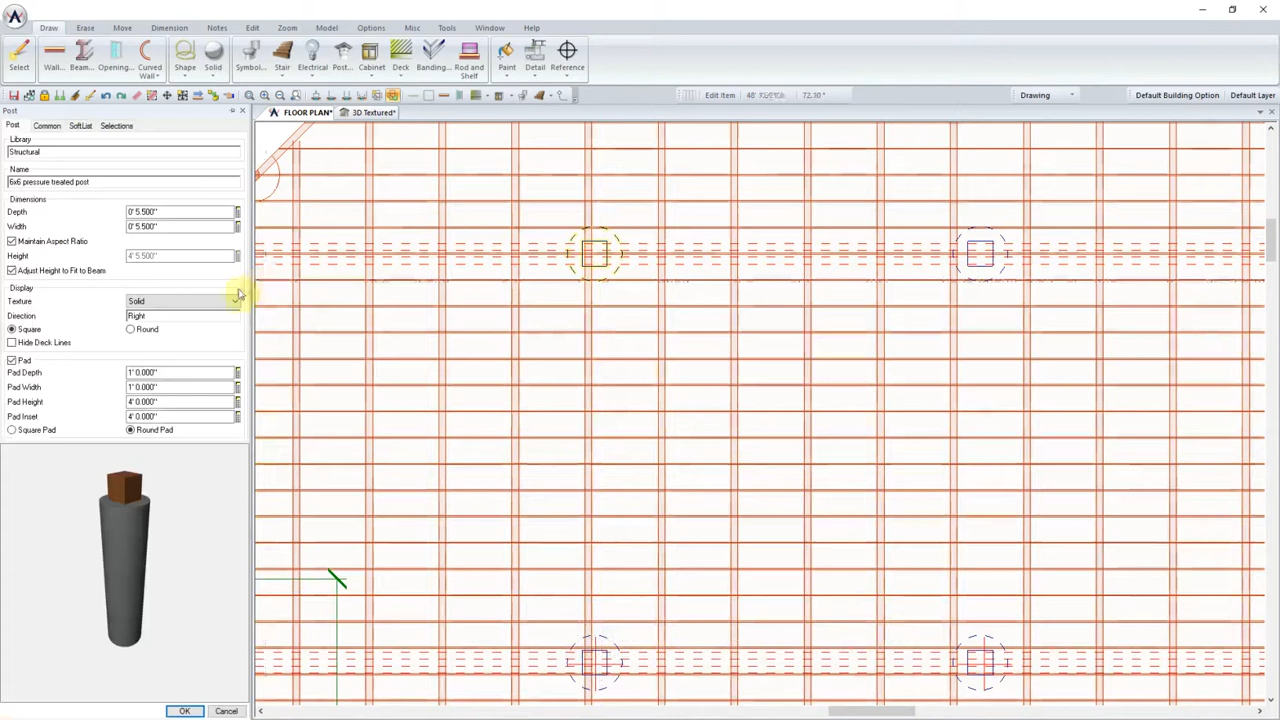 Draw Erase Move Dimension Notes Edit Zoom Model Options Misc Tools Window Help
Select Wall... Beam... Opening... Curved Wall Shape Solid Symbol... Stair Electrical Post... Cabinet Deck Banding... Rod and Shelf Paint Detail Reference
Edit Item 72.30° Drawing Default Building Option Default Layer
Post
FLOOR PLAN* 3D Textured*
Post Common SoftList Selections
Library
Structural
Name
6x6 pressure treated post
Dimensions
Depth 0' 5.500"
Width 0' 5.500"
Maintain Aspect Ratio
Height 4' 5.500"
Adjust Height to Fit to Beam
Display
Texture Solid
Direction Right
Square Round
Hide Deck Lines
Pad
Pad Depth 1' 0.000"
Pad Width 1' 0.000"
Pad Height 4' 0.000"
Pad Inset 4' 0.000"
Square Pad Round Pad
OK Cancel